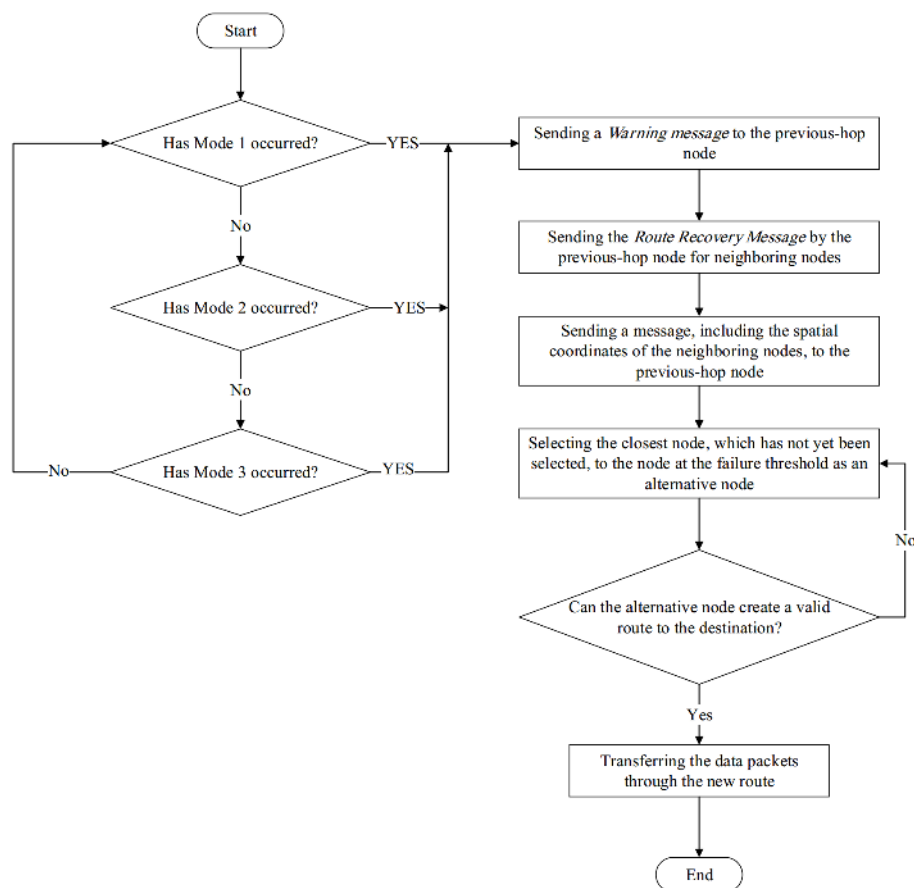 Start
Has Mode 1 occurred?
YES
No
Has Mode 2 occurred?
YES
No
Has Mode 3 occurred?
YES
No
Sending a Warning message to the previous-hop
node
Sending the Route Recovery Message by the
previous-hop node for neighboring nodes
Sending a message, including the spatial
coordinates of the neighboring nodes, to the
previous-hop node
Selecting the closest node, which has not yet been
selected, to the node at the failure threshold as an
alternative node
No
Can the alternative node create a valid
route to the destination?
Yes
Transferring the data packets
through the new route
End